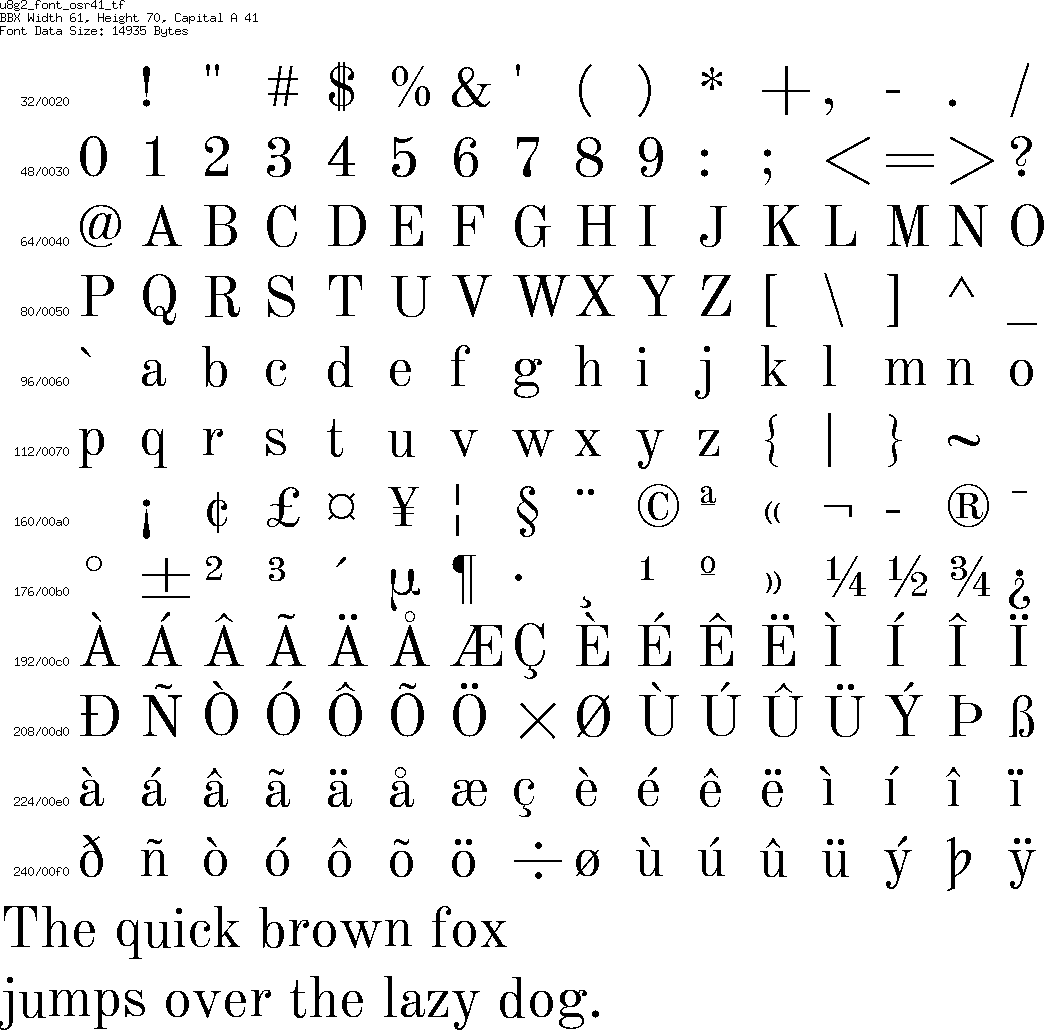 u8g2_font_osr41_tf
BBX Width 61, Height 70, Capital A 41
Font Data Size: 14935 Bytes
32/0020 ! " # $ % & ' ( ) * + , - . /
48/0030 0 1 2 3 4 5 6 7 8 9 : ; < = > ?
64/0040 @ A B C D E F G H I J K L M N O
80/0050 P Q R S T U V W X Y Z [ \ ] ^ _
96/0060 ` a b c d e f g h i j k l m n o
112/0070 p q r s t u v w x y z { | } ~
160/00a0 ¡ ¢ £ ¤ ¥ ¦ § ¨ © ª « ¬ - ® ¯
176/00b0 ° ± ² ³ ´ µ ¶ · ¸ ¹ º » ¼ ½ ¾ ¿
192/00c0 À Á Â Ã Ä Å Æ Ç È É Ê Ë Ì Í Î Ï
208/00d0 Ð Ñ Ò Ó Ô Õ Ö × Ø Ù Ú Û Ü Ý Þ ß
224/00e0 à á â ã ä å æ ç è é ê ë ì í î ï
240/00f0 ð ñ ò ó ô õ ö ÷ ø ù ú û ü ý þ ÿ
The quick brown fox
jumps over the lazy dog.